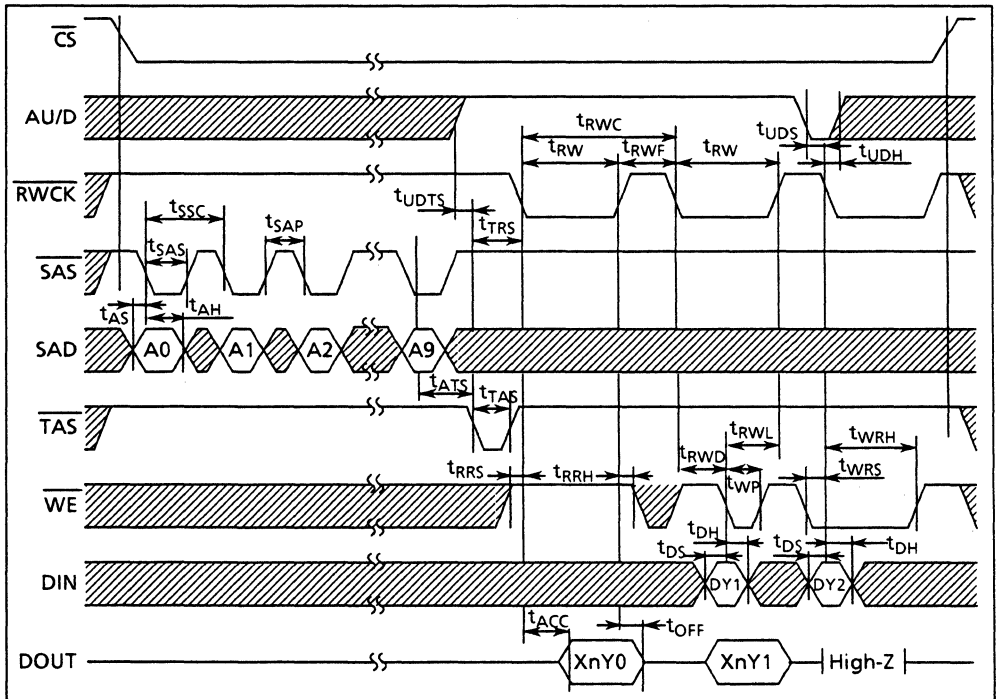 CS
AU/D
tRWC
tUDS
tRW
tRWF
tRW
tUDH
RWCK
tUDTS
tSSC
tSAP
tTRS
tSAS
SAS
tAS
tAH
SAD
A0
A1
A2
A9
tATS
tTAS
TAS
tRWL
tWRH
tRWD
tRRS
tRRH
tWP
tWRS
WE
tDH
tDS
tDS
tDH
DIN
DY1
DY2
tACC
tOFF
DOUT
XnY0
XnY1
High-Z